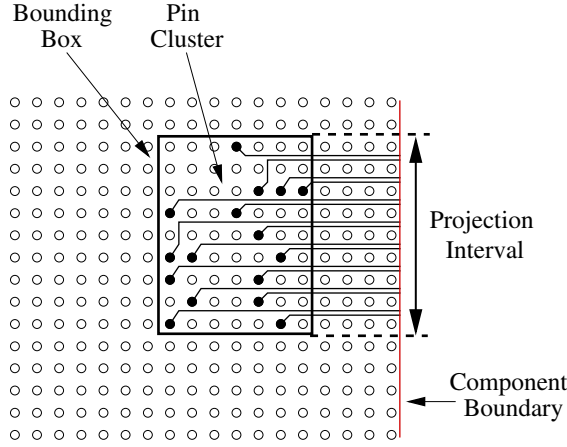 Bounding
Box
Pin
Cluster
Projection
Interval
Component
Boundary